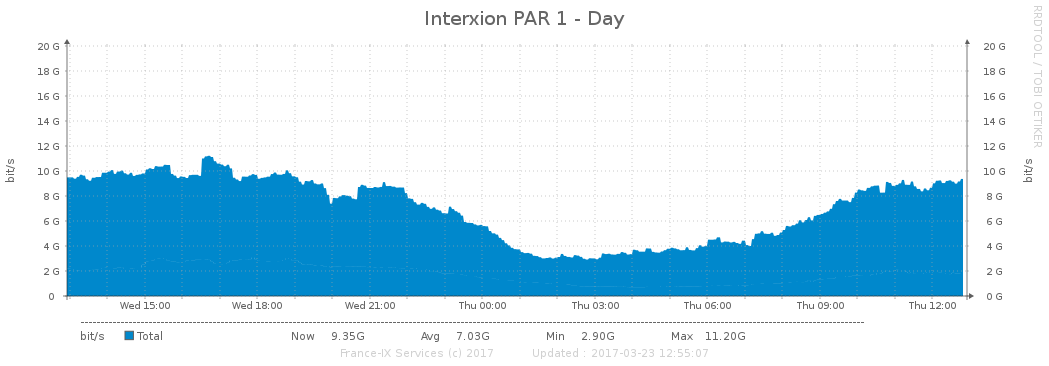 Interxion PAR 1 - Day
RRDTOOL / TOBI OETIKER
bit/s
20 G
18 G
16 G
14 G
12 G
10 G
8 G
6 G
4 G
2 G
0
20 G
18 G
16 G
14 G
12 G
10 G
8 G
6 G
4 G
2 G
0 G
bit/s
Wed 15:00 Wed 18:00 Wed 21:00 Thu 00:00 Thu 03:00 Thu 06:00 Thu 09:00 Thu 12:00
bit/s Total Now 9.35G Avg 7.03G Min 2.90G Max 11.20G
France-IX Services (c) 2017 Updated : 2017-03-23 12:55:07